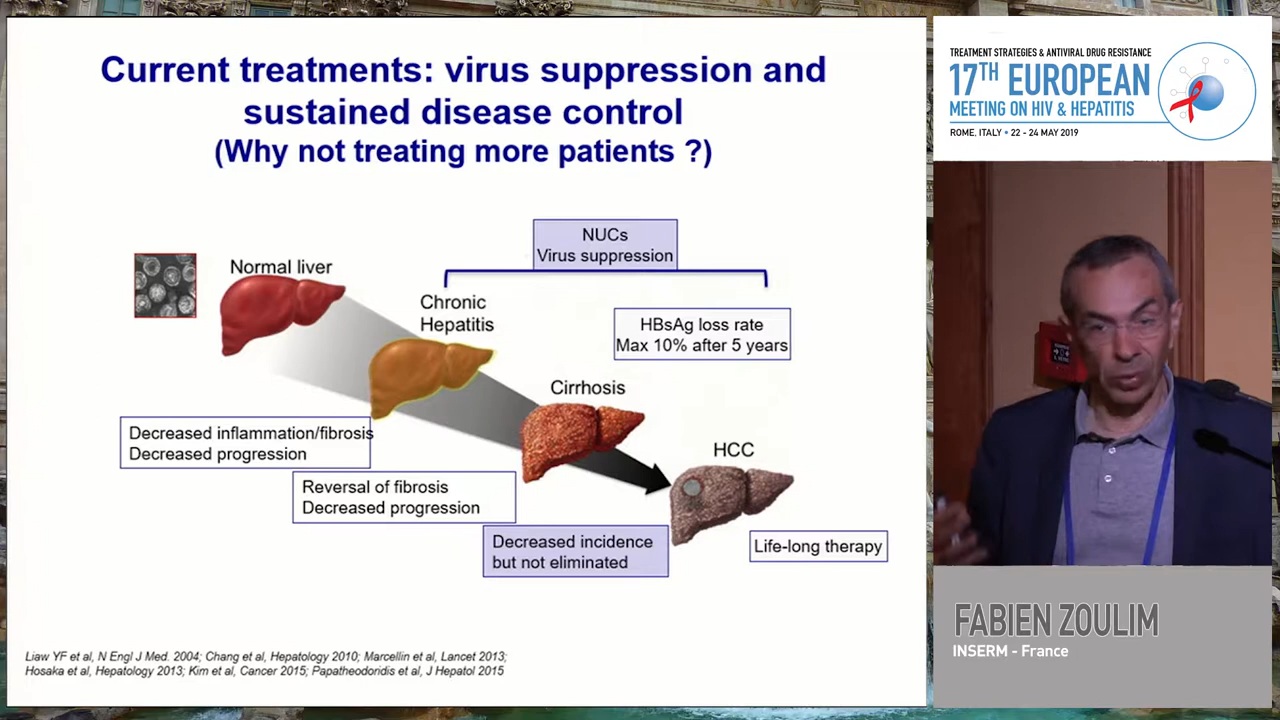 Current treatments: virus suppression and
sustained disease control
(Why not treating more patients ?)
NUCs
Virus suppression
Normal liver
Chronic
Hepatitis
HBsAg loss rate
Max 10% after 5 years
Cirrhosis
Decreased inflammation/fibrosis
Decreased progression
HCC
Reversal of fibrosis
Decreased progression
Decreased incidence
but not eliminated
Life-long therapy
Liaw YF et al, N Engl J Med. 2004; Chang et al, Hepatology 2010; Marcellin et al, Lancet 2013;
Hosaka et al, Hepatology 2013; Kim et al, Cancer 2015; Papatheodoridis et al, J Hepatol 2015
TREATMENT STRATEGIES & ANTIVIRAL DRUG RESISTANCE
17TH EUROPEAN
MEETING ON HIV & HEPATITIS
ROME, ITALY • 22 - 24 MAY 2019
FABIEN ZOULIM
INSERM - France